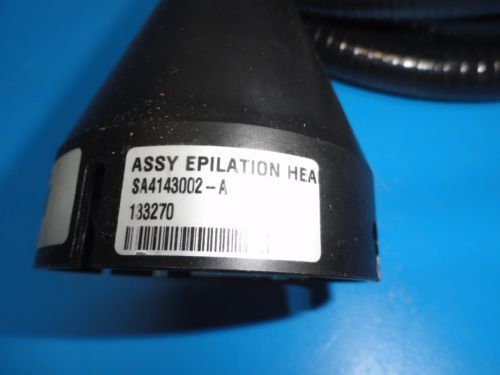 ASSY EPILATION HEA
SA4143002-A
133270